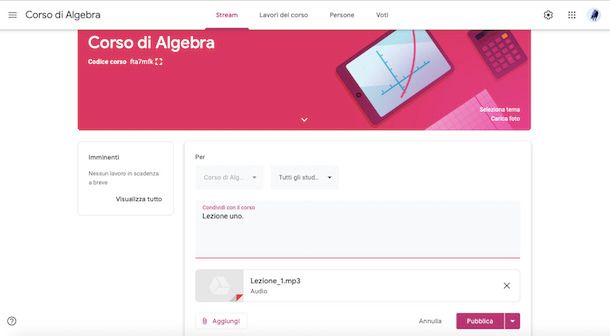 Corso di Algebra
Stream
Lavori del corso
Persone
Voti
Corso di Algebra
Codice corso fta7mfk
Seleziona tema
Carica foto
Imminenti
Nessun lavoro in scadenza
a breve
Visualizza tutto
Per
Corso di Alg...
Tutti gli stud...
Condividi con il corso
Lezione uno.
Lezione_1.mp3
Audio
Aggiungi
Annulla
Pubblica